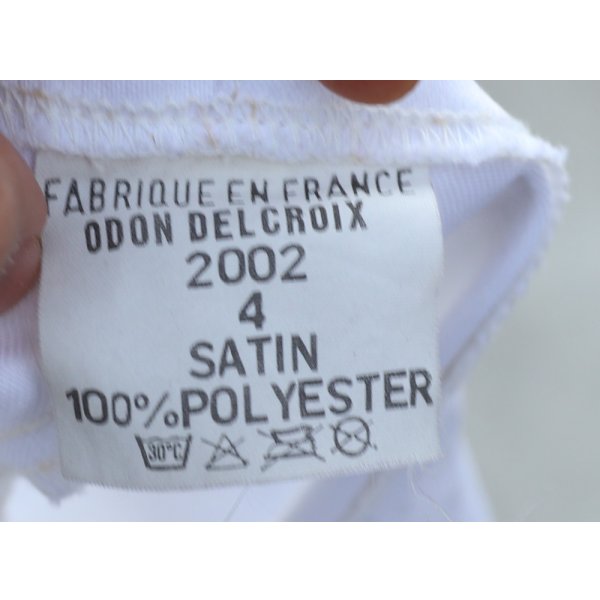 FABRIQUE EN FRANCE
ODON DELCROIX
2002
4
SATIN
100%POLYESTER
30°C